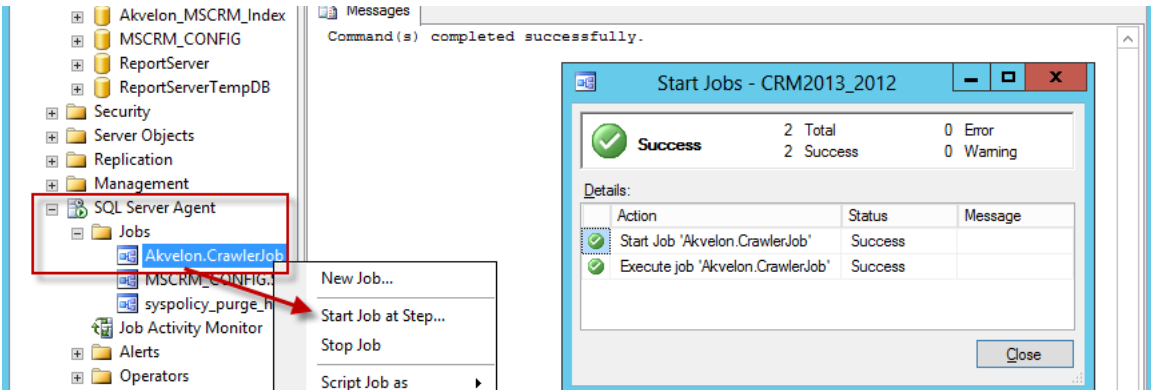 Akvelon_MSCRM_Index
MSCRM_CONFIG
ReportServer
ReportServerTempDB
Security
Server Objects
Replication
Management
SQL Server Agent
Jobs
Akvelon.CrawlerJob
MSCRM_CONFIG.
syspolicy_purge_h
Job Activity Monitor
Alerts
Operators
New Job...
Start Job at Step...
Stop Job
Script Job as
Messages
Command(s) completed successfully.
Start Jobs - CRM2013_2012
Success
2 Total
0 Error
2 Success
0 Warning
Details:
Action Status Message
Start Job 'Akvelon.CrawlerJob' Success
Execute job 'Akvelon.CrawlerJob' Success
Close